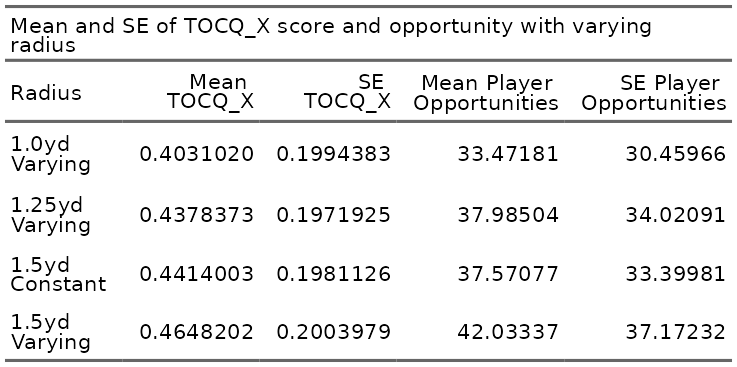 Mean and SE of TOCQ_X score and opportunity with varying
radius
Radius Mean TOCQ_X SE TOCQ_X Mean Player Opportunities SE Player Opportunities
1.0yd Varying 0.4031020 0.1994383 33.47181 30.45966
1.25yd Varying 0.4378373 0.1971925 37.98504 34.02091
1.5yd Constant 0.4414003 0.1981126 37.57077 33.39981
1.5yd Varying 0.4648202 0.2003979 42.03337 37.17232